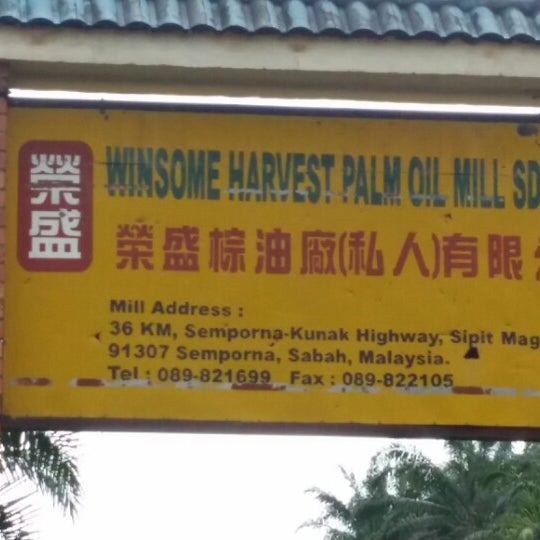 榮盛
WINSOME HARVEST PALM OIL MILL SD
榮盛棕油廠(私人)有限
Mill Address :
36 KM, Semporna-Kunak Highway, Sipit Mag
91307 Semporna, Sabah, Malaysia.
Tel : 089-821699 Fax : 089-822105